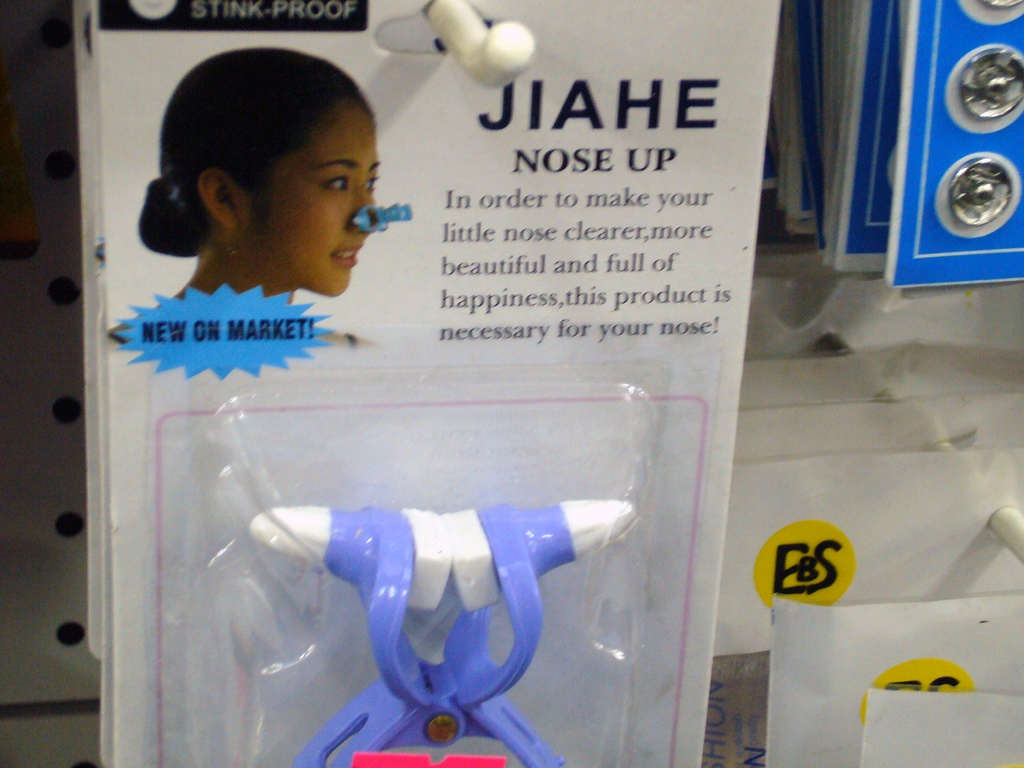 STINK-PROOF
JIAHE
NOSE UP
In order to make your
little nose clearer,more
beautiful and full of
happiness,this product is
necessary for your nose!
NEW ON MARKET!
EBS